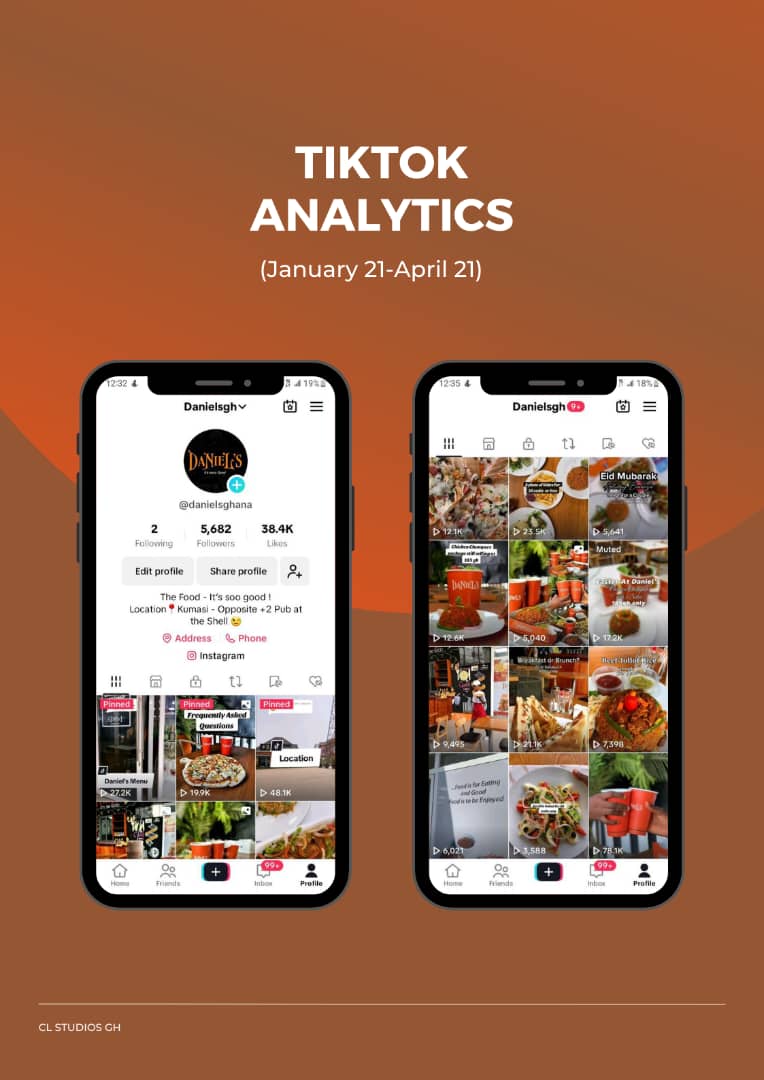 TIKTOK
ANALYTICS
(January 21-April 21)
12:32
19%
Danielsgh
DANIEL'S
@danielsghana
2
5,682
38.4K
Following
Followers
Likes
Edit profile
Share profile
The Food - It's soo good !
Location📍Kumasi - Opposite +2 Pub at
the Shell 😉
Address
Phone
Instagram
Pinned
Pinned
Pinned
Frequently Asked
Questions
Location
Daniel's Menu
27.2K
19.9K
48.1K
Home
Friends
99+
Inbox
Profile
12:35
18%
Danielsgh
9+
Eid Mubarak
12.1K
23.5K
5,641
Muted
DANIEL'S
12.6K
5,040
17.2K
Breakfast or Brunch?
9,495
21.1K
7,398
...Food is for Eating
and Good
Food is to be Enjoyed
6,021
3,588
78.1K
Home
Friends
99+
Inbox
Profile
CL STUDIOS GH